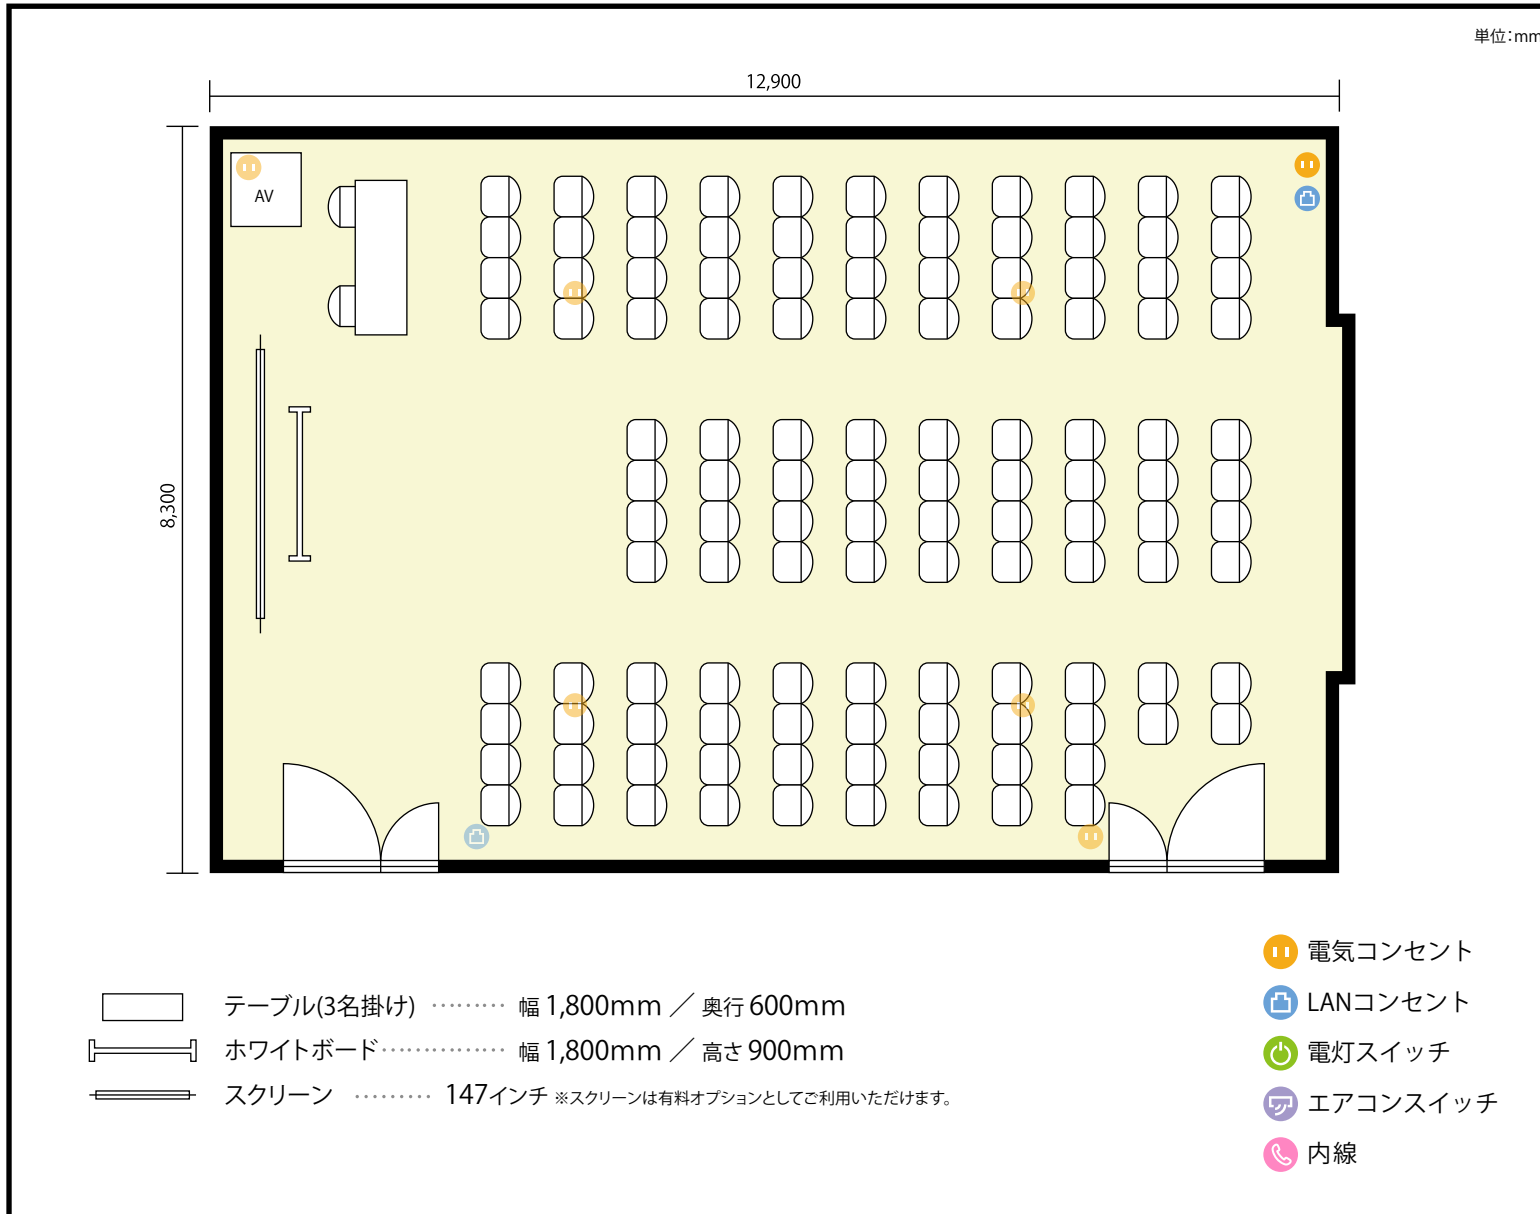 単位：mm
12,900
AV
8,300
電気コンセント
LANコンセント
電灯スイッチ
エアコンスイッチ
内線
テーブル(3名掛け) ········· 幅 1,800mm ／ 奥行 600mm
ホワイトボード ··············· 幅 1,800mm ／ 高さ 900mm
スクリーン ········· 147インチ ※スクリーンは有料オプションとしてご利用いただけます。